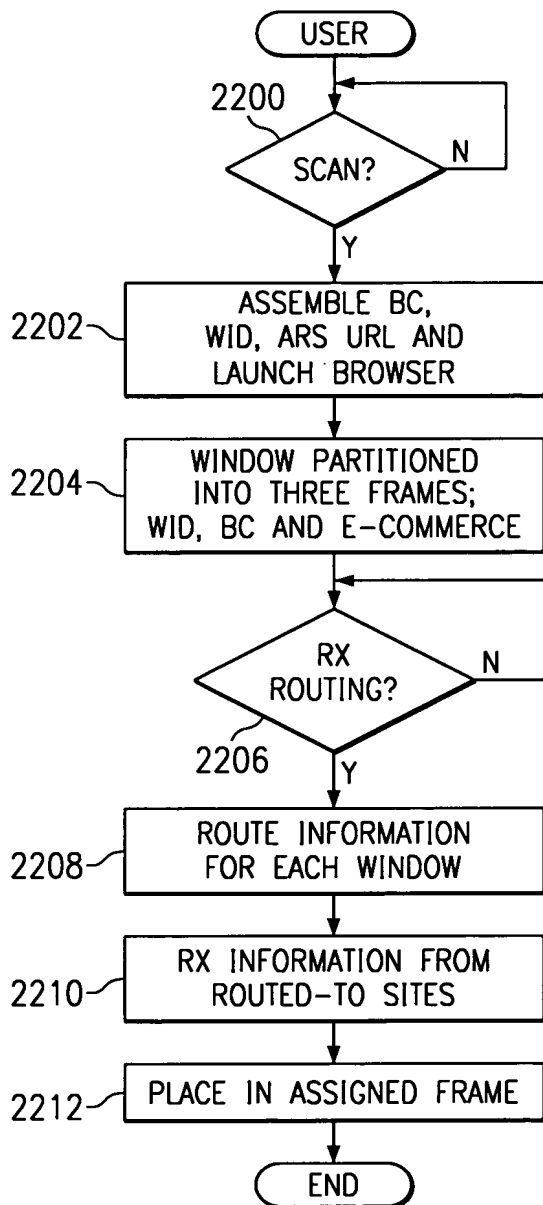 USER
2200
SCAN?
N
Y
2202
ASSEMBLE BC,
WID, ARS URL AND
LAUNCH BROWSER
2204
WINDOW PARTITIONED
INTO THREE FRAMES;
WID, BC AND E-COMMERCE
RX
ROUTING?
N
2206
Y
2208
ROUTE INFORMATION
FOR EACH WINDOW
2210
RX INFORMATION FROM
ROUTED-TO SITES
2212
PLACE IN ASSIGNED FRAME
END